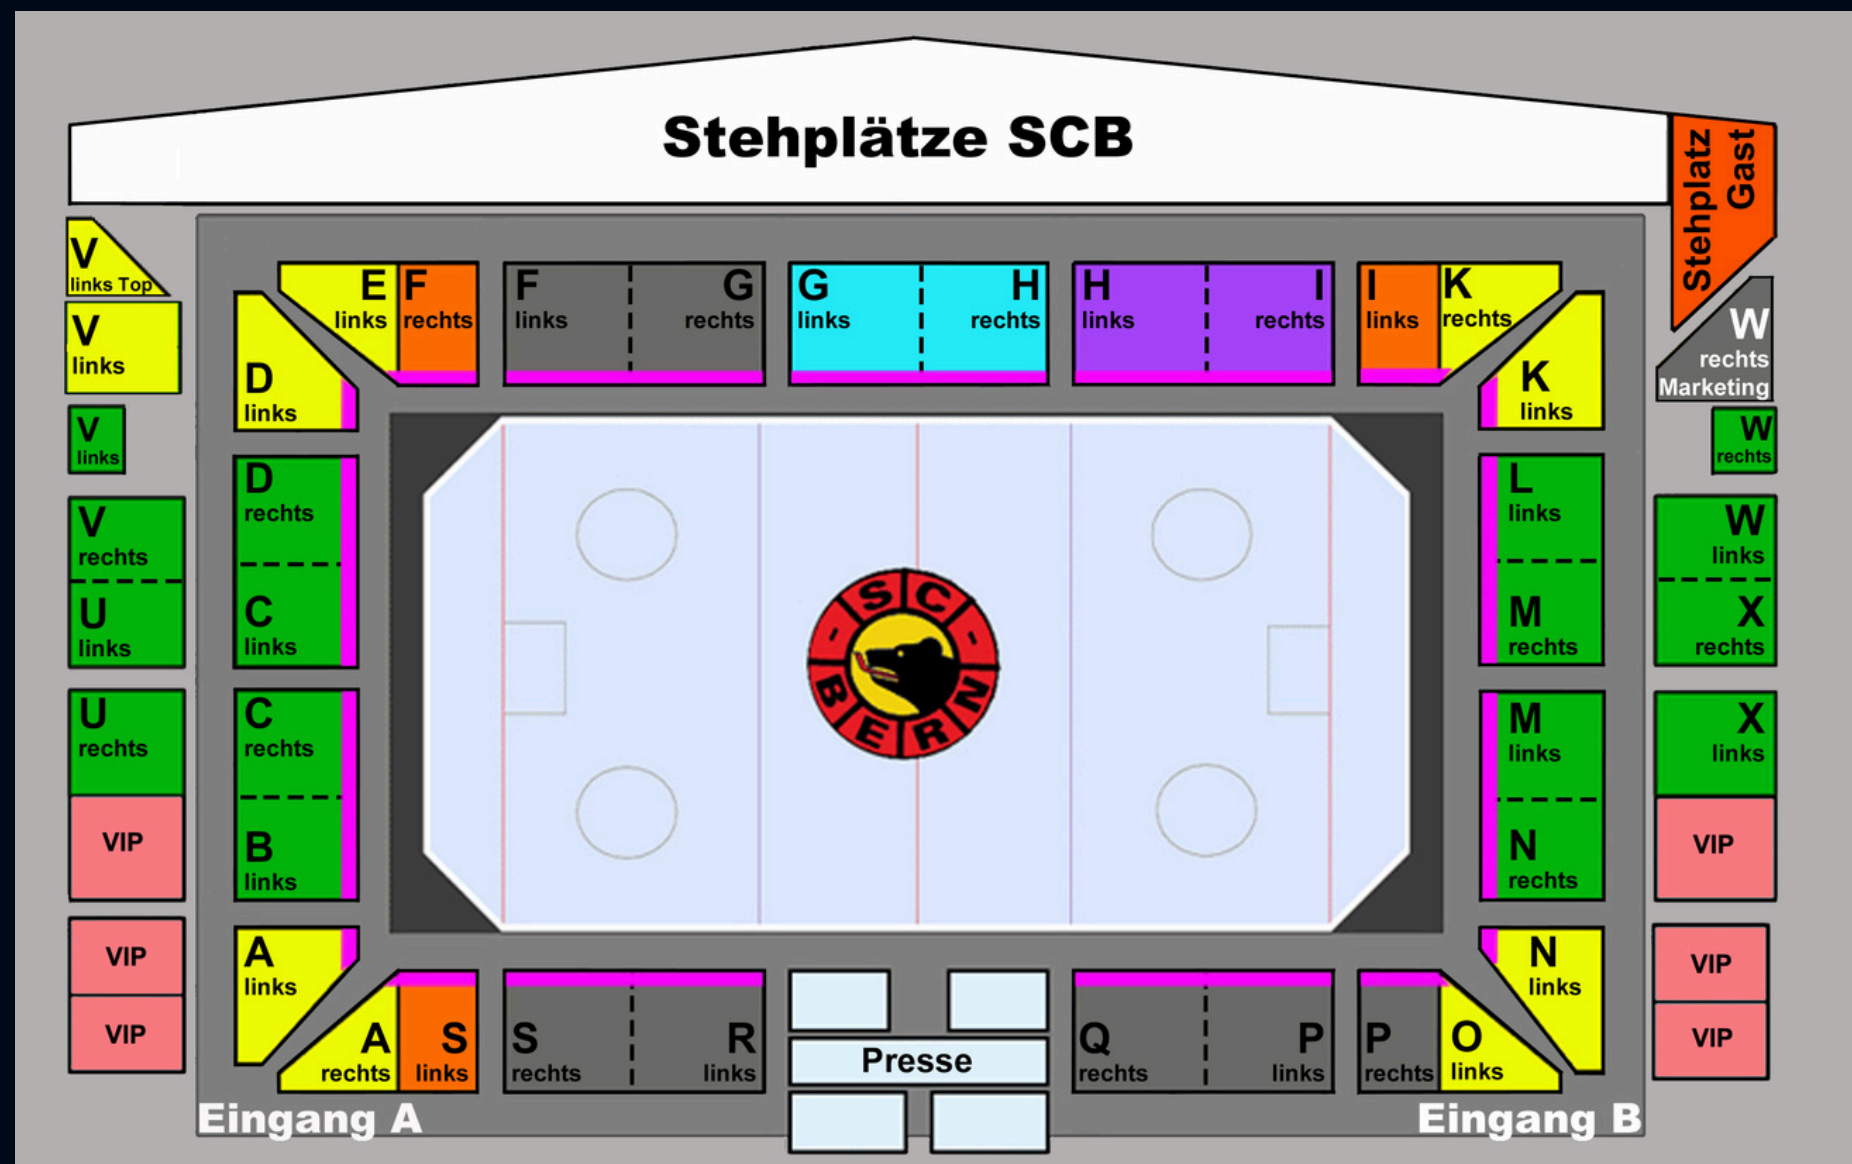 Stehplätze SCB
Stehplatz
Gast
V
links Top
V
links
V
links
V
rechts
U
links
U
rechts
VIP
VIP
VIP
E
links
F
rechts
F
links
G
rechts
G
links
H
rechts
H
links
I
rechts
I
links
K
rechts
D
links
D
rechts
C
links
C
rechts
B
links
A
links
SC
BERN
K
links
L
links
M
rechts
M
links
N
rechts
N
links
W
rechts
Marketing
W
rechts
W
links
X
rechts
X
links
VIP
VIP
VIP
A
rechts
S
links
S
rechts
R
links
Presse
Q
rechts
P
links
P
rechts
O
links
Eingang A
Eingang B